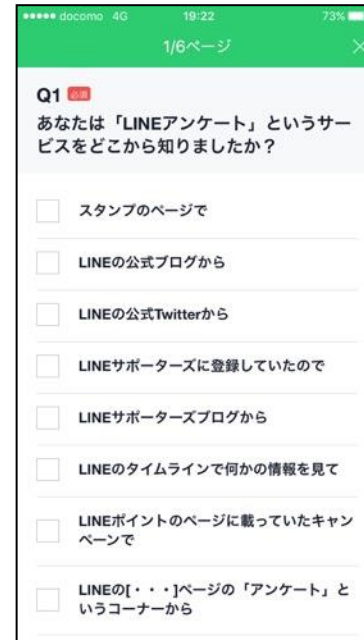 docomo 4G 19:22 73%
1/6ページ
Q1 必須
あなたは「LINEアンケート」というサー
ビスをどこから知りましたか？
スタンプのページで
LINEの公式ブログから
LINEの公式Twitterから
LINEサポーターズに登録していたので
LINEサポーターズブログから
LINEのタイムラインで何かの情報を見て
LINEポイントのページに載っていたキャン
ペーンで
LINEの[・・・]ページの「アンケート」と
いうコーナーから